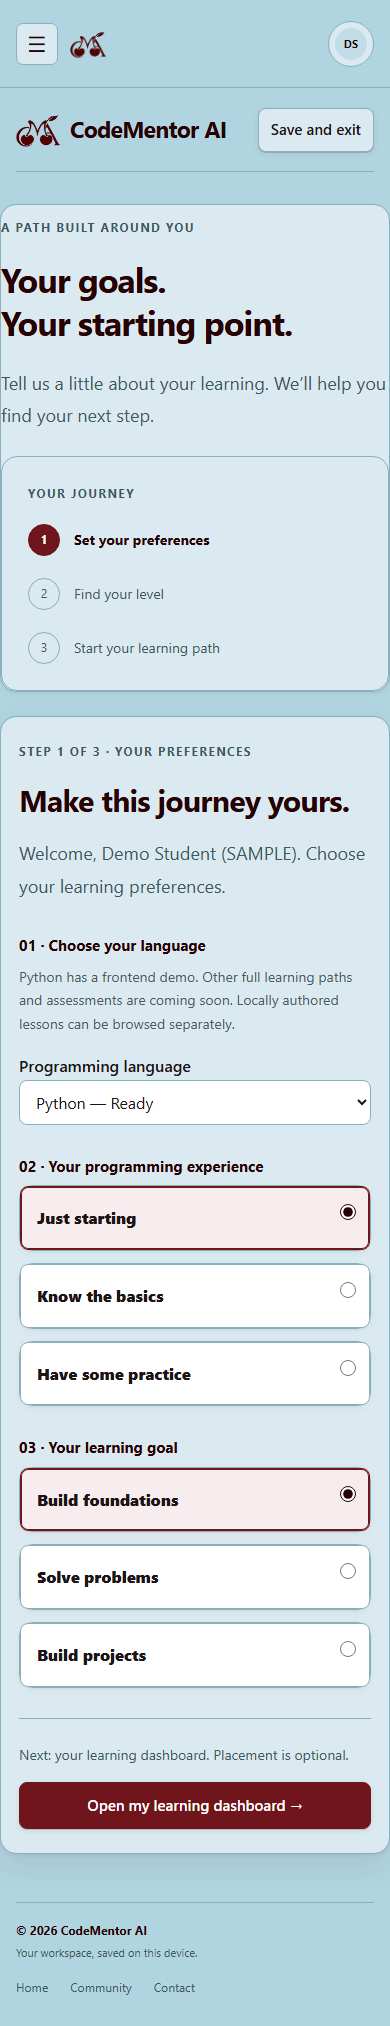 DS
CodeMentor AI
Save and exit
A PATH BUILT AROUND YOU
Your goals.
Your starting point.
Tell us a little about your learning. We’ll help you
find your next step.
YOUR JOURNEY
1 Set your preferences
2 Find your level
3 Start your learning path
STEP 1 OF 3 · YOUR PREFERENCES
Make this journey yours.
Welcome, Demo Student (SAMPLE). Choose
your learning preferences.
01 · Choose your language
Python has a frontend demo. Other full learning paths
and assessments are coming soon. Locally authored
lessons can be browsed separately.
Programming language
Python — Ready
02 · Your programming experience
Just starting
Know the basics
Have some practice
03 · Your learning goal
Build foundations
Solve problems
Build projects
Next: your learning dashboard. Placement is optional.
Open my learning dashboard →
© 2026 CodeMentor AI
Your workspace, saved on this device.
Home Community Contact